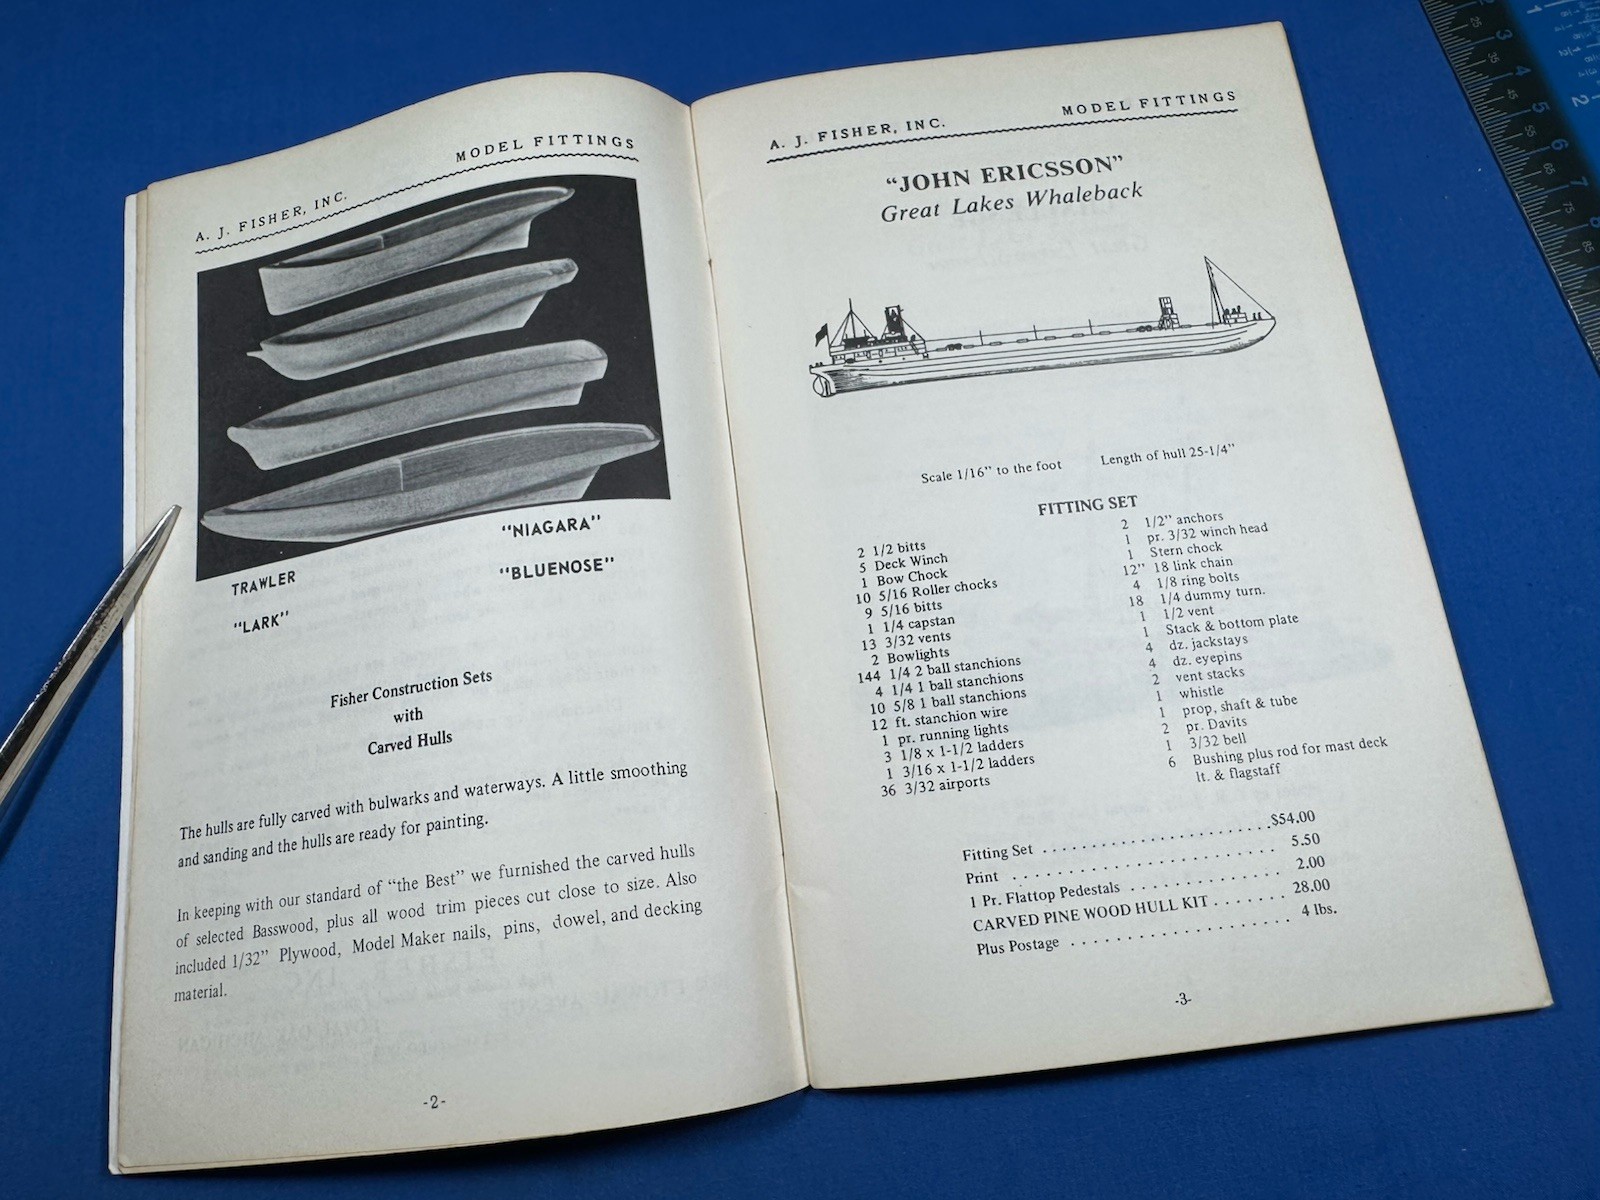 A. J. FISHER, INC. MODEL FITTINGS
"NIAGARA"
TRAWLER
"BLUENOSE"
"LARK"
Fisher Construction Sets
with
Carved Hulls
The hulls are fully carved with bulwarks and waterways. A little smoothing
and sanding and the hulls are ready for painting.
In keeping with our standard of "the Best" we furnished the carved hulls
of selected Basswood, plus all wood trim pieces cut close to size. Also
included 1/32" Plywood, Model Maker nails, pins, dowel, and decking
material.
-2-
A. J. FISHER, INC. MODEL FITTINGS
"JOHN ERICSSON"
Great Lakes Whaleback
Scale 1/16" to the foot Length of hull 25-1/4"
FITTING SET
2 1/2 bitts
5 Deck Winch
1 Bow Chock
10 5/16 Roller chocks
9 5/16 bitts
1 1/4 capstan
13 3/32 vents
2 Bowlights
144 1/4 2 ball stanchions
4 1/4 1 ball stanchions
10 5/8 1 ball stanchions
12 ft. stanchion wire
1 pr. running lights
3 1/8 x 1-1/2 ladders
1 3/16 x 1-1/2 ladders
36 3/32 airports
2 1/2" anchors
1 pr. 3/32 winch head
1 Stern chock
12" 18 link chain
4 1/8 ring bolts
18 1/4 dummy turn.
1 1/2 vent
1 Stack & bottom plate
4 dz. jackstays
4 dz. eyepins
2 vent stacks
1 whistle
1 prop, shaft & tube
2 pr. Davits
1 3/32 bell
6 Bushing plus rod for mast deck
lt. & flagstaff
Fitting Set . . . . . . . . . . . . . . . . . . . . . . . $54.00
Print . . . . . . . . . . . . . . . . . . . . . . . . . . 5.50
1 Pr. Flattop Pedestals . . . . . . . . . . . . . . 2.00
CARVED PINE WOOD HULL KIT . . . . . . . 28.00
Plus Postage . . . . . . . . . . . . . . . . . . . . . 4 lbs.
-3-